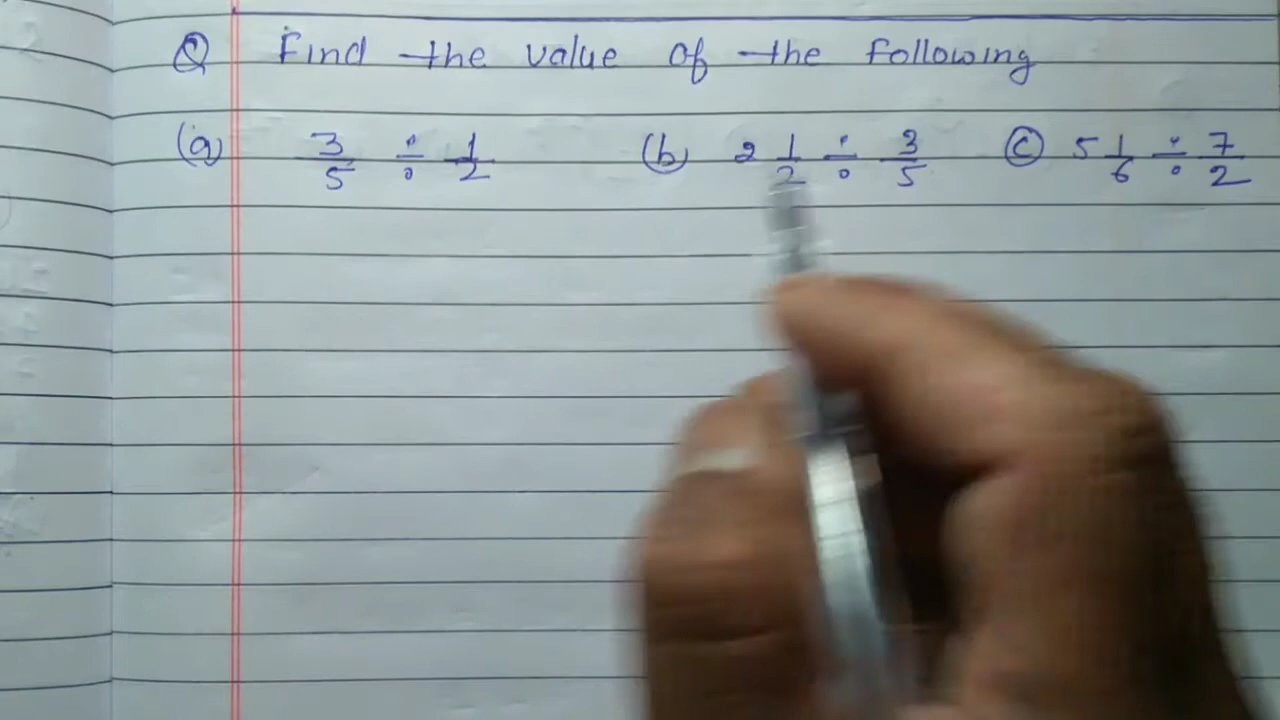 Q Find the value of the following
(a) 3/5 ÷ 1/2 (b) 2 1/2 ÷ 3/5 (c) 5 1/6 ÷ 7/2